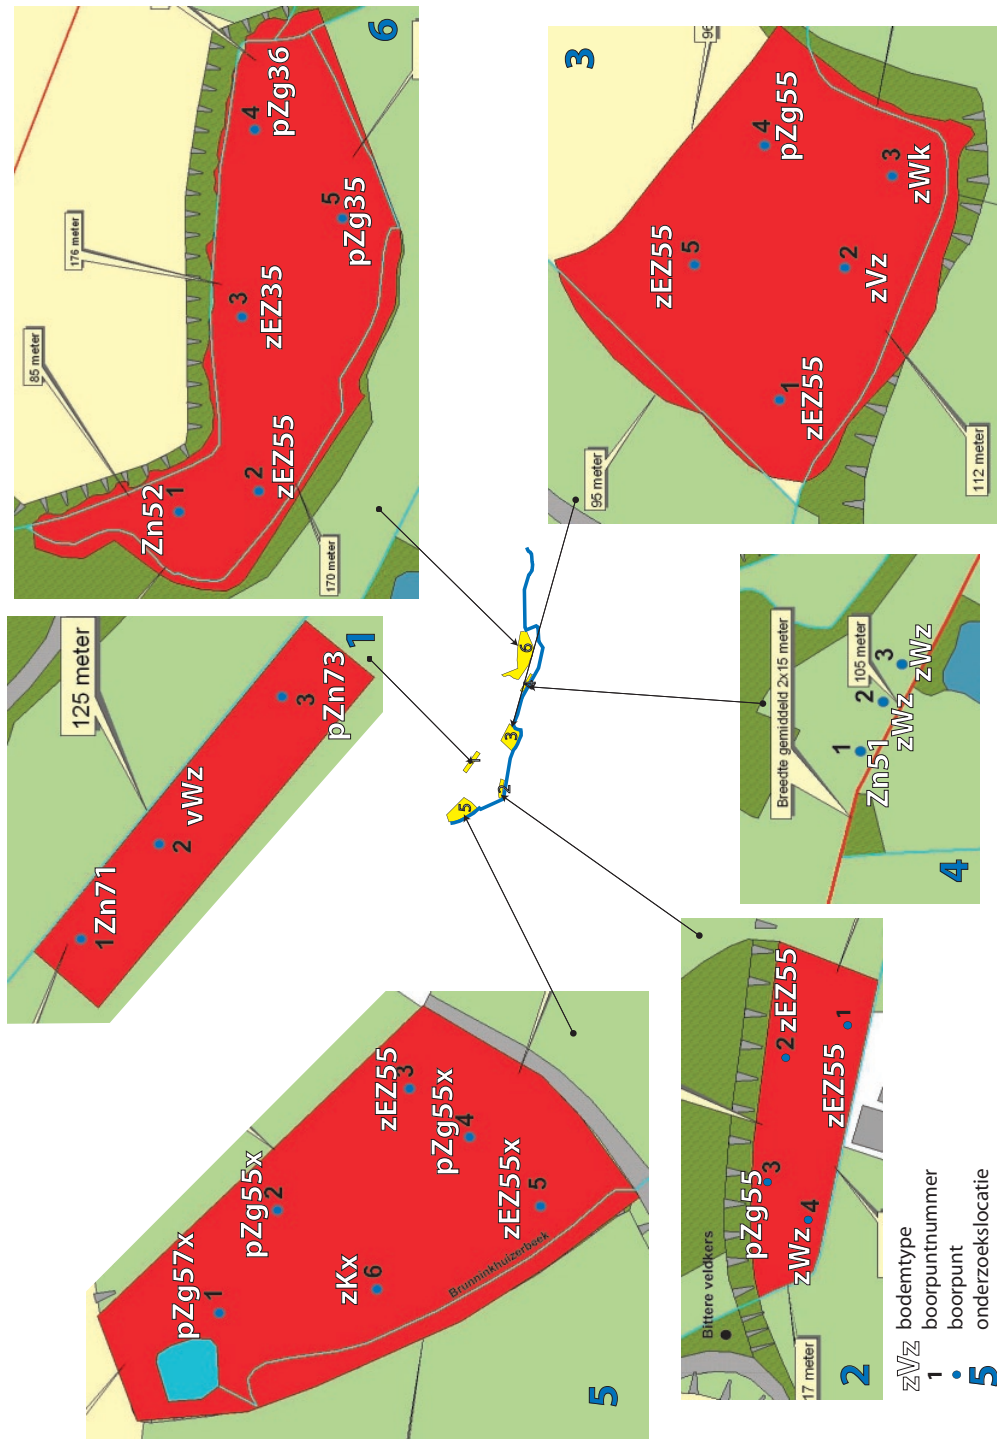 6
85 meter
176 meter
170 meter
Zn52
1
2
zEZ55
3
zEZ35
4
pZg36
5
pZg35
3
95 meter
112 meter
1
zEZ55
2
zVz
3
zWk
4
pZg55
5
zEZ55
1
125 meter
1
Zn71
2
vWz
3
pZn73
5
1
2
3
6
4
Breedte gemiddeld 2x15 meter
105 meter
1
Zn51
2
zWz
3
zWz
5
pZg57x
1
pZg55x
2
zEZ55
3
pZg55x
4
zEZ55x
5
zKx
6
Brunninkhuizerbeek
2
Bittere veldkers
17 meter
1
zEZ55
2
zEZ55
3
pZg55
4
zWz
zVz bodemtype
1 boorpuntnummer
boorpunt
5 onderzoekslocatie